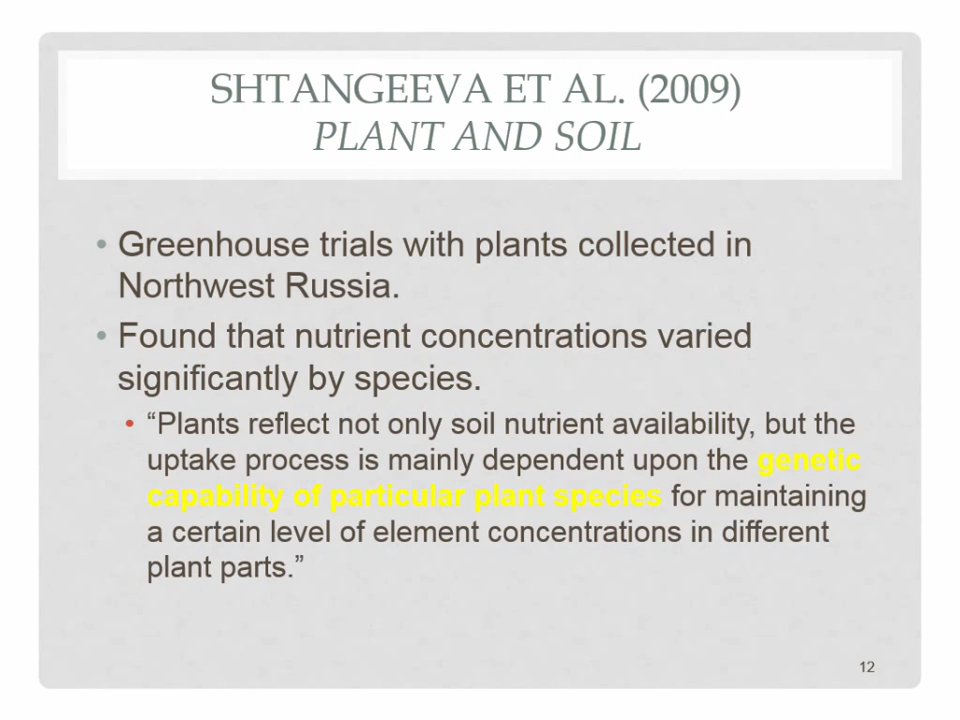 SHTANGEEVA ET AL. (2009)
PLANT AND SOIL
• Greenhouse trials with plants collected in
Northwest Russia.
• Found that nutrient concentrations varied
significantly by species.
• “Plants reflect not only soil nutrient availability, but the
uptake process is mainly dependent upon the genetic
capability of particular plant species for maintaining
a certain level of element concentrations in different
plant parts.”
12